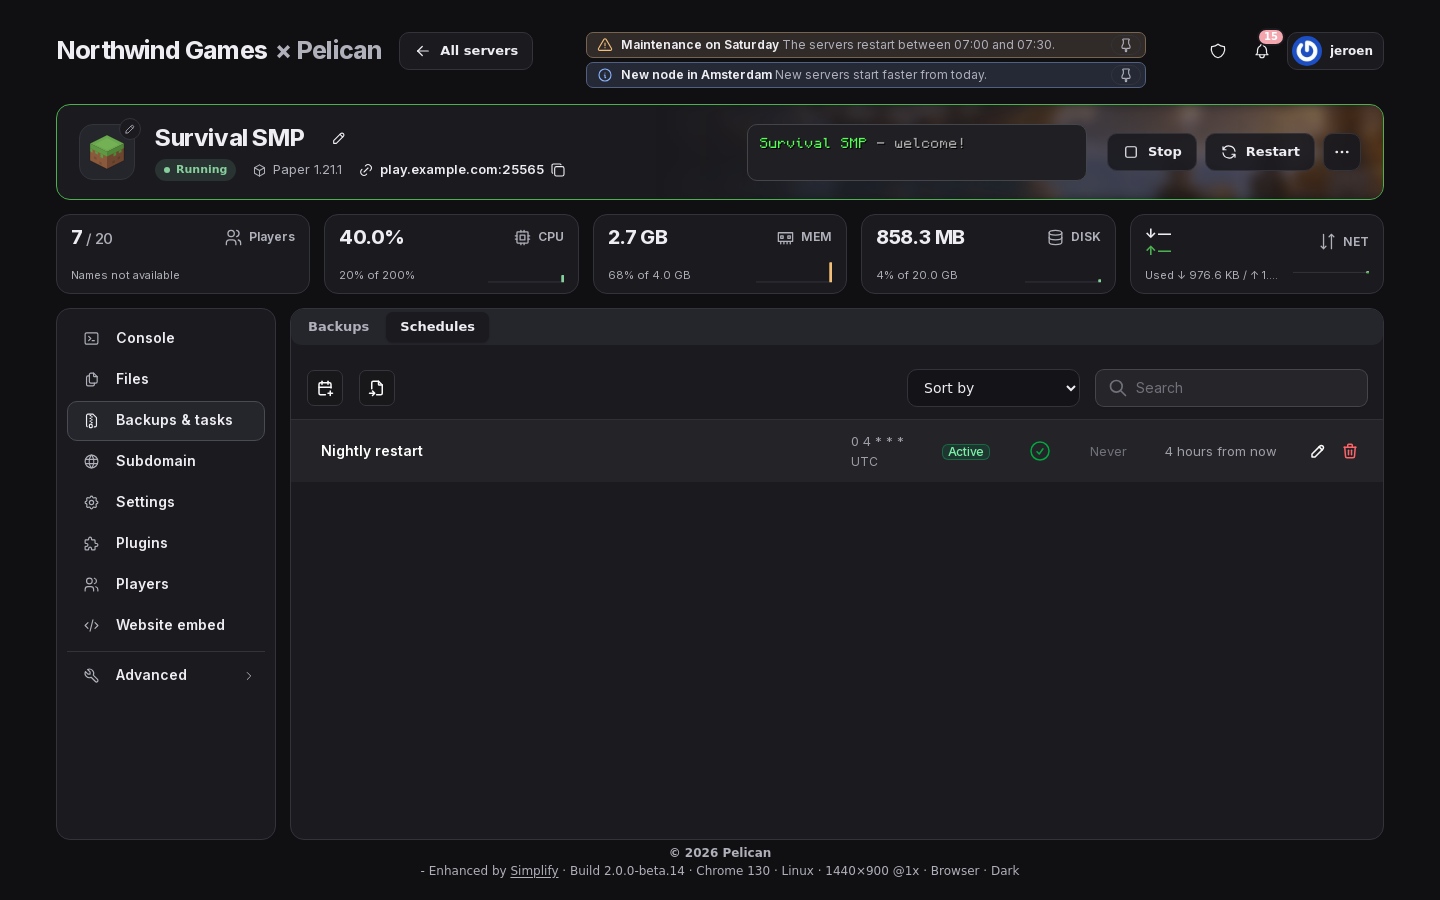 Northwind Games × Pelican
All servers
Maintenance on Saturday The servers restart between 07:00 and 07:30.
New node in Amsterdam New servers start faster from today.
15
jeroen
Survival SMP
Running
Paper 1.21.1
play.example.com:25565
Survival SMP - welcome!
Stop
Restart
7 / 20
Players
Names not available
40.0%
CPU
20% of 200%
2.7 GB
MEM
68% of 4.0 GB
858.3 MB
DISK
4% of 20.0 GB
↓—
↑—
NET
Used ↓ 976.6 KB / ↑ 1....
Console
Files
Backups & tasks
Subdomain
Settings
Plugins
Players
Website embed
Advanced
Backups
Schedules
Sort by
Search
Nightly restart
0 4 * * *
UTC
Active
Never
4 hours from now
© 2026 Pelican
- Enhanced by Simplify · Build 2.0.0-beta.14 · Chrome 130 · Linux · 1440×900 @1x · Browser · Dark